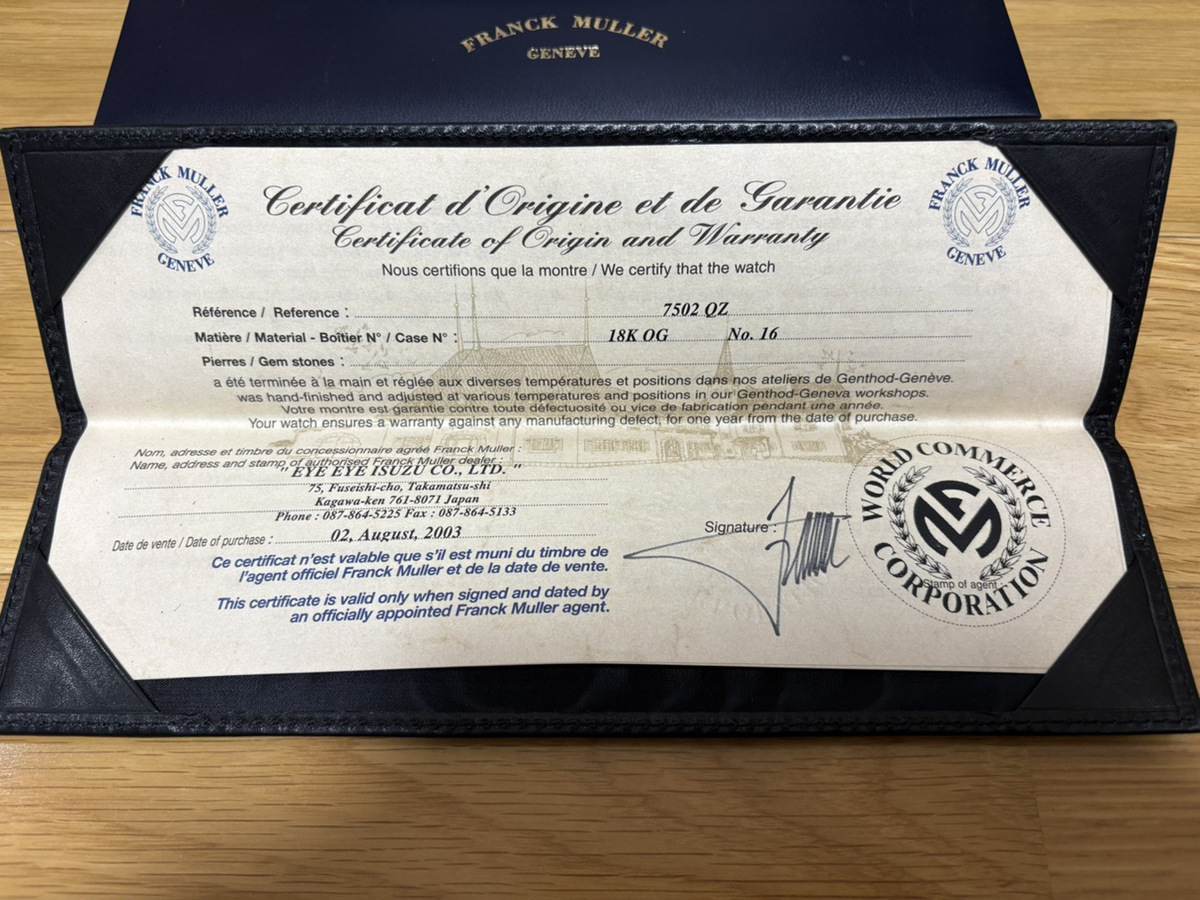 FRANCK MULLER
GENEVE
FRANCK MULLER
GENEVE
Certificat d'Origine et de Garantie
Certificate of Origin and Warranty
FRANCK MULLER
GENEVE
Nous certifions que la montre / We certify that the watch
Référence / Reference : 7502 QZ
Matière / Material - Boîtier N° / Case N° : 18K OG No. 16
Pierres / Gem stones :
a été terminée à la main et réglée aux diverses températures et positions dans nos ateliers de Genthod-Genève.
was hand-finished and adjusted at various temperatures and positions in our Genthod-Geneva workshops.
Votre montre est garantie contre toute défectuosité ou vice de fabrication pendant une année.
Your watch ensures a warranty against any manufacturing defect, for one year from the date of purchase.
Nom, adresse et timbre du concessionnaire agréé Franck Muller :
Name, address and stamp of authorised Franck Muller dealer :
" EYE EYE ISUZU CO., LTD. "
75, Fuseishi-cho, Takamatsu-shi
Kagawa-ken 761-8071 Japan
Phone : 087-864-5225 Fax : 087-864-5133
Date de vente / Date of purchase : 02, August, 2003
Ce certificat n'est valable que s'il est muni du timbre de
l'agent officiel Franck Muller et de la date de vente.
This certificate is valid only when signed and dated by
an officially appointed Franck Muller agent.
Signature :
WORLD COMMERCE
Stamp of agent :
CORPORATION